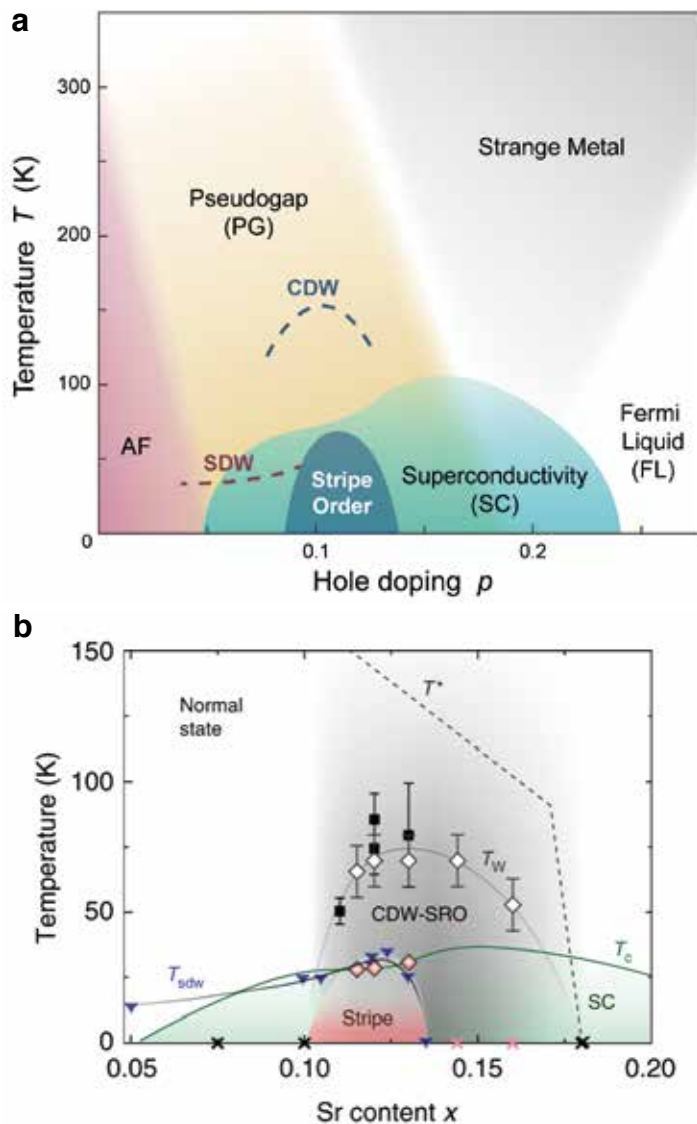 a
300
200
100
0
Temperature T (K)
Strange Metal
Pseudogap
(PG)
CDW
AF
SDW
Stripe
Order
Superconductivity
(SC)
Fermi
Liquid
(FL)
0.1
0.2
Hole doping p
b
150
100
50
0
Temperature (K)
Normal
state
T*
T_W
CDW-SRO
T_sdw
T_c
Stripe
SC
0.05
0.10
0.15
0.20
Sr content x